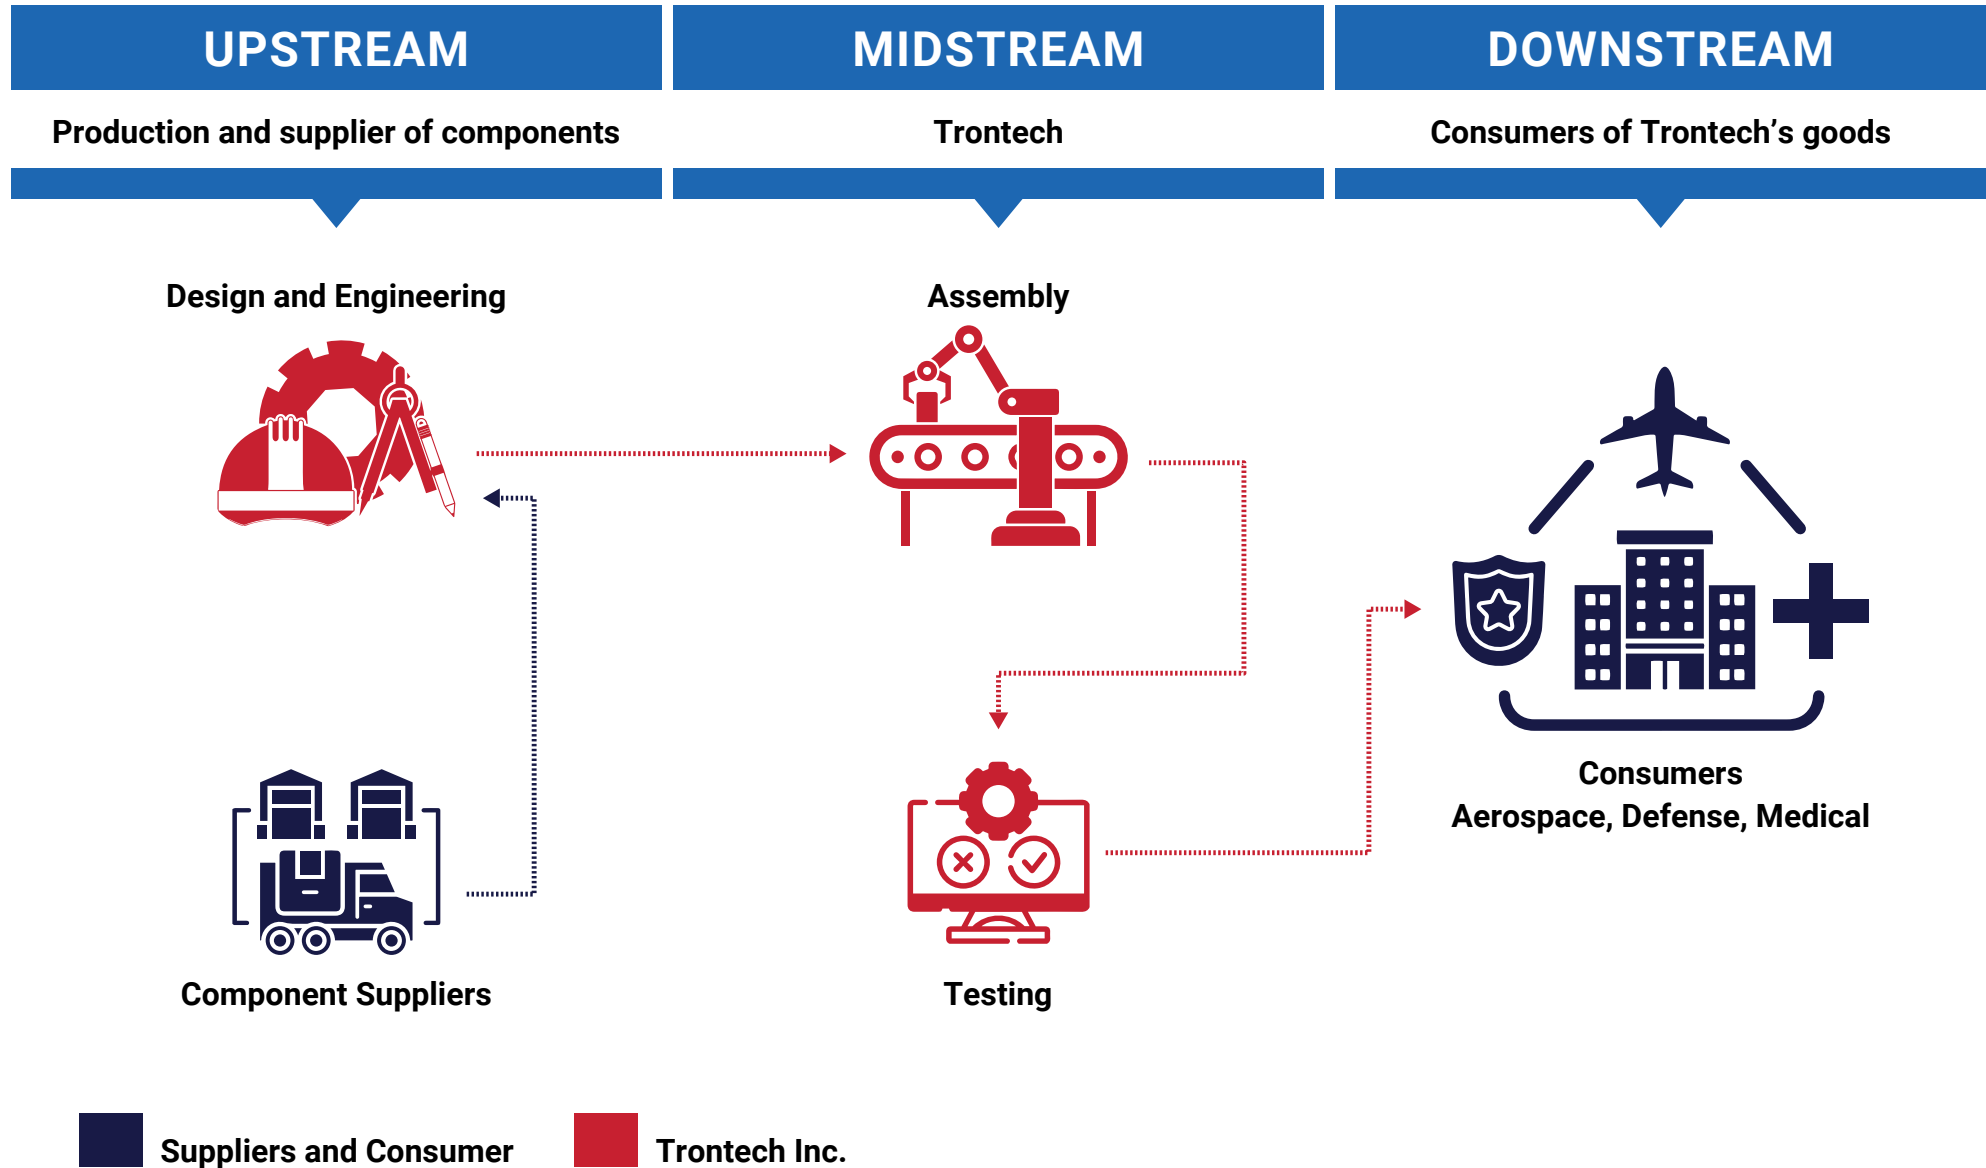 UPSTREAM
MIDSTREAM
DOWNSTREAM
Production and supplier of components
Trontech
Consumers of Trontech’s goods
Design and Engineering
Assembly
Consumers
Aerospace, Defense, Medical
Component Suppliers
Testing
Suppliers and Consumer
Trontech Inc.